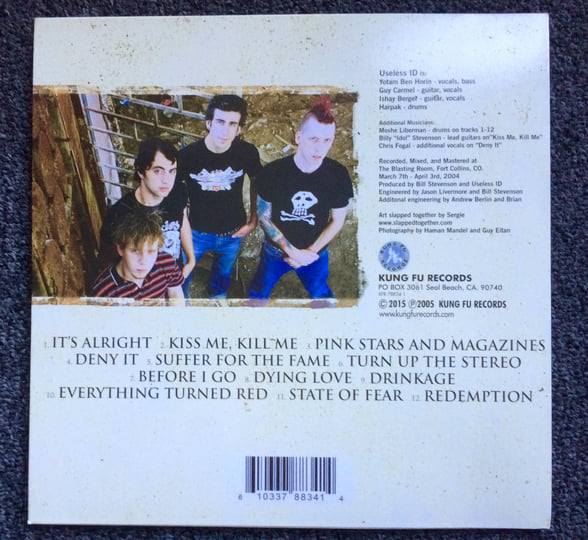 Useless ID is:
Yotam Ben Horin - vocals, bass
Guy Carmel - guitar, vocals
Ishay Berger - guitar, vocals
Haipak - drums
Additional Musicians:
Moshe Liberman - drums on tracks 1-12
Billy "Idol" Stevenson - lead guitars on "Kiss Me, Kill Me"
Chris Fogal - additional vocals on "Deny It"
Recorded, Mixed, and Mastered at
The Blasting Room, Fort Collins, CO.
March 7th - April 3rd, 2004
Produced by Bill Stevenson and Useless ID
Engineered by Jason Livermore and Bill Stevenson
Additonal engineering by Andrew Berlin and Brian
Art slapped together by Sergie
www.slappedtogether.com
Photography by Haman Mandel and Guy Eitan
KUNG FU
RECORDS
KUNG FU RECORDS
PO BOX 3061 Seal Beach, CA. 90740
© 2015 ℗2005 KUNG FU RECORDS
www.kungfurecords.com
1. IT'S ALRIGHT 2. KISS ME, KILL ME 3. PINK STARS AND MAGAZINES
4. DENY IT 5. SUFFER FOR THE FAME 6. TURN UP THE STEREO
7. BEFORE I GO 8. DYING LOVE 9. DRINKAGE
10. EVERYTHING TURNED RED 11. STATE OF FEAR 12. REDEMPTION
6 10337 88341 4